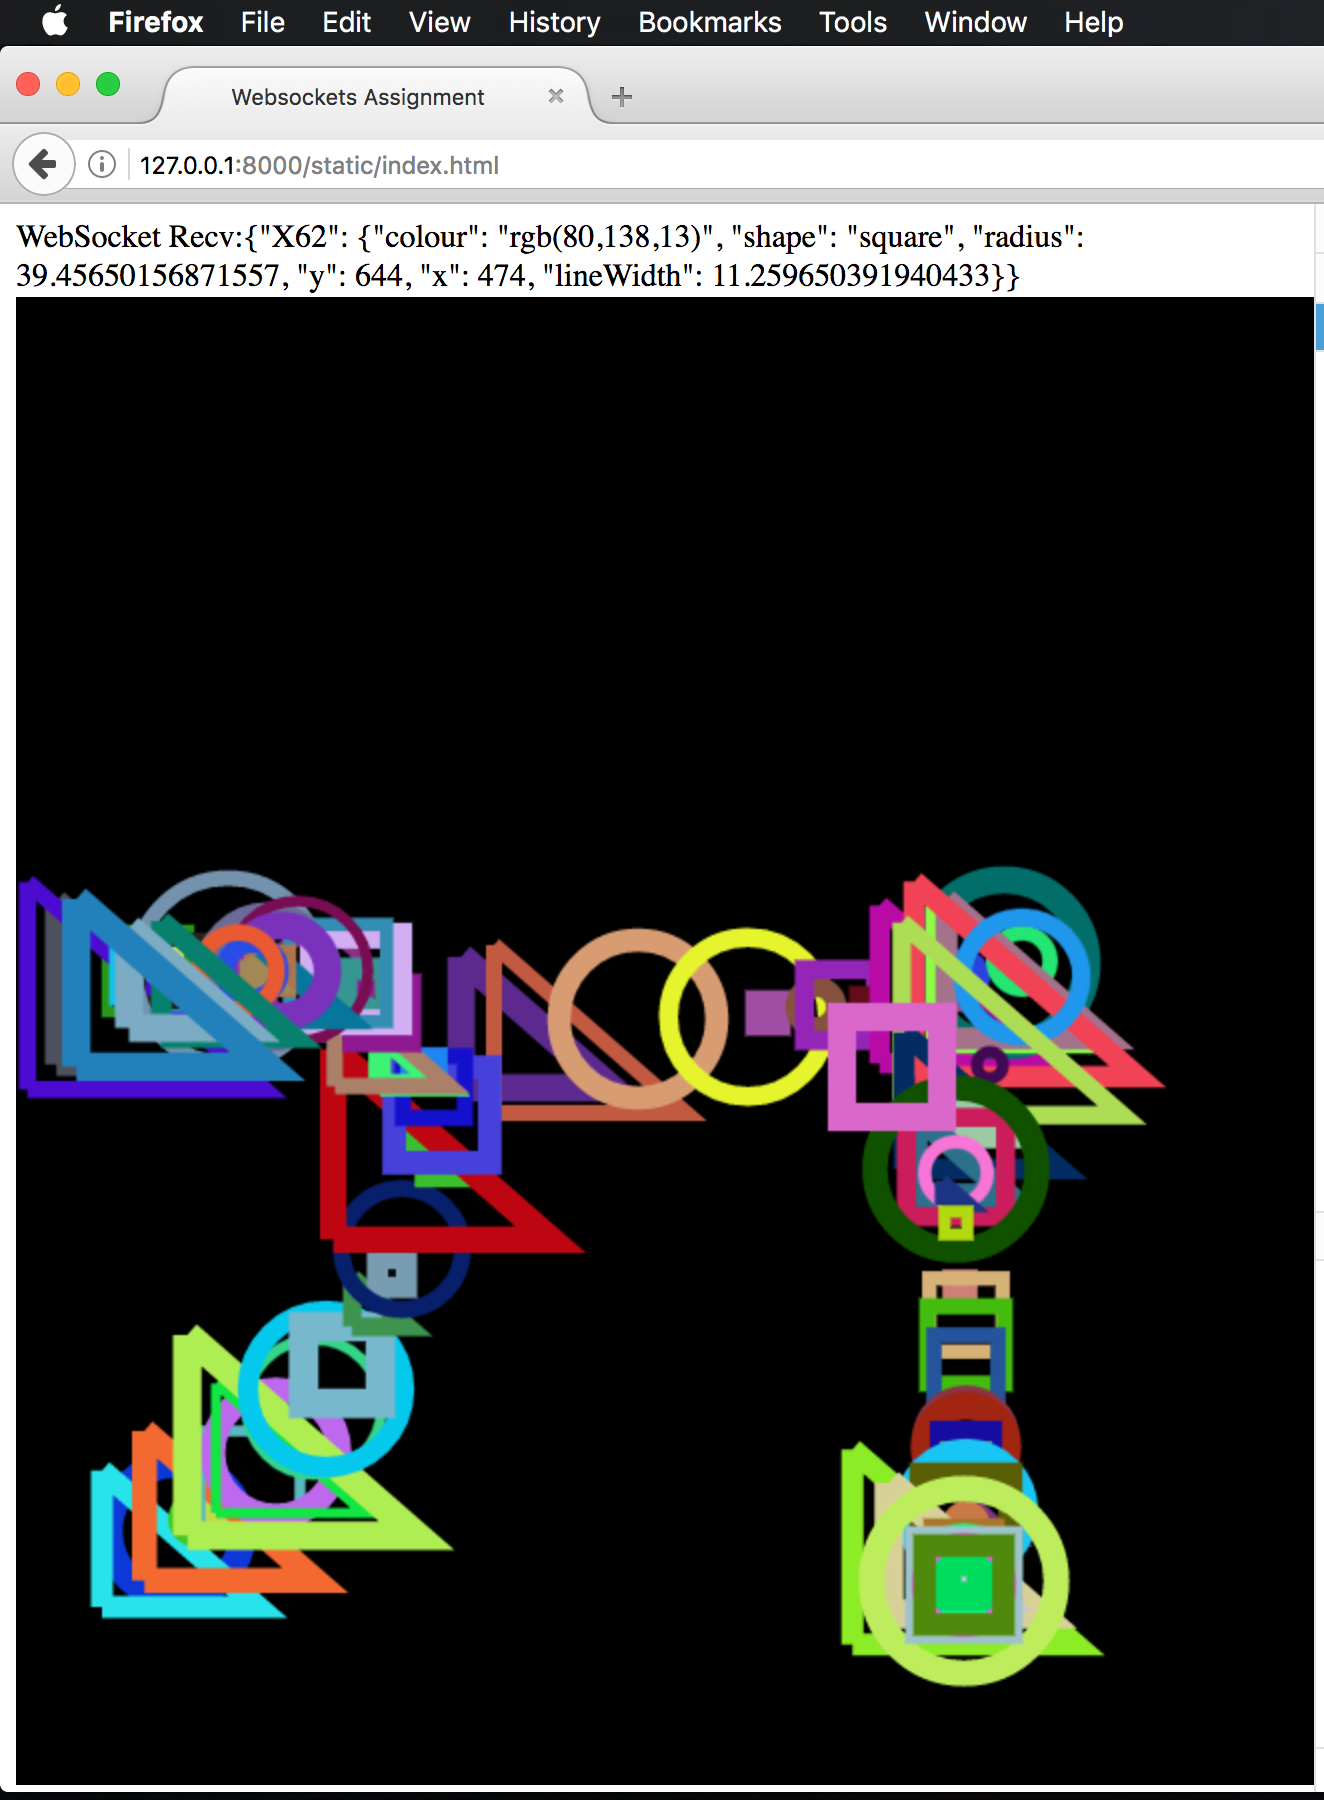 Firefox File Edit View History Bookmarks Tools Window Help
Websockets Assignment
127.0.0.1:8000/static/index.html
WebSocket Recv:{"X62": {"colour": "rgb(80,138,13)", "shape": "square", "radius":
39.45650156871557, "y": 644, "x": 474, "lineWidth": 11.259650391940433}}